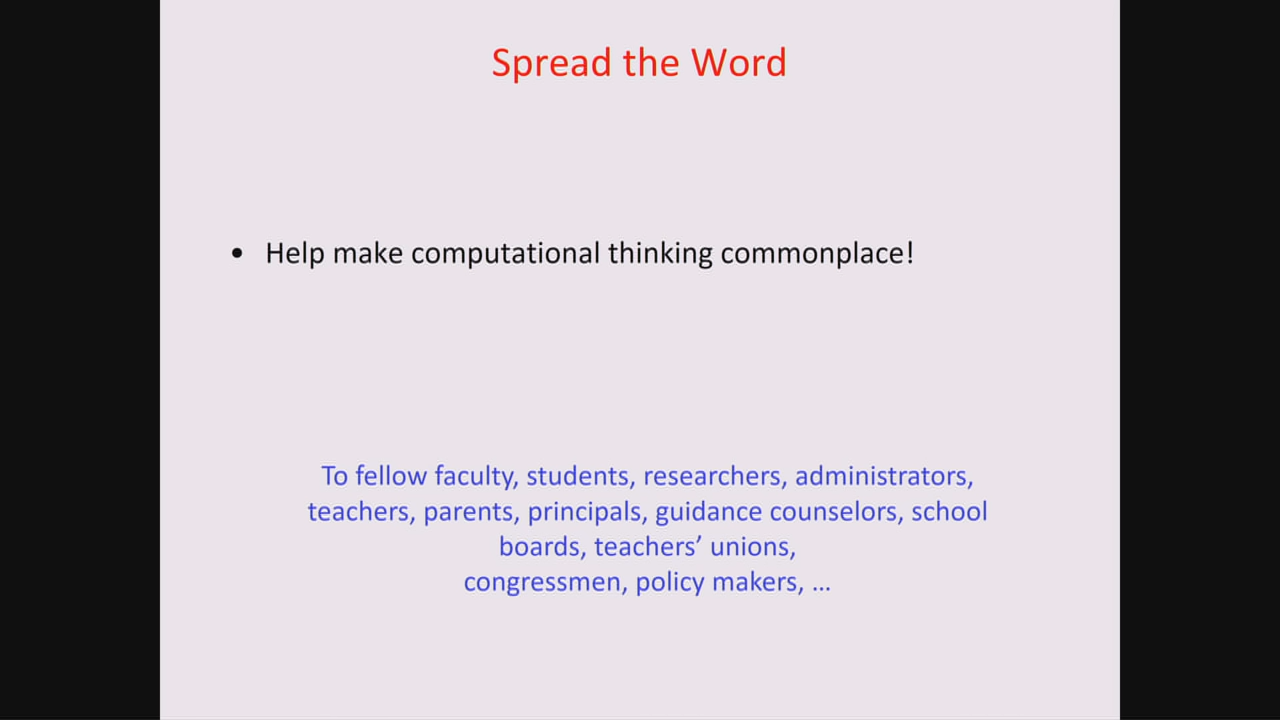 Spread the Word
• Help make computational thinking commonplace!
To fellow faculty, students, researchers, administrators,
teachers, parents, principals, guidance counselors, school
boards, teachers’ unions,
congressmen, policy makers, …